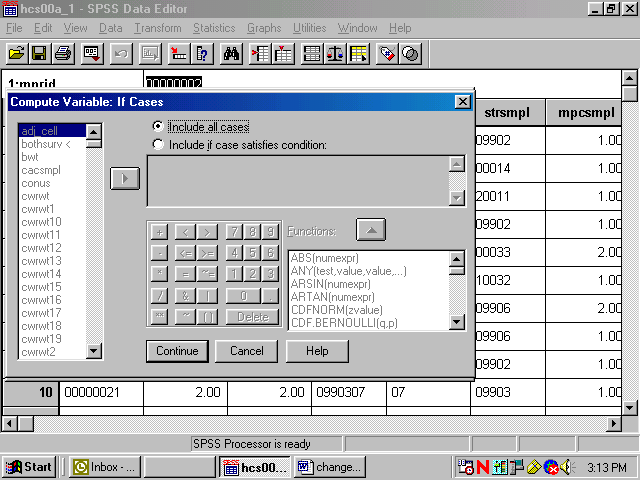 hcs00a_1 - SPSS Data Editor
File Edit View Data Transform Statistics Graphs Utilities Window Help
1:mprid 00000002
Compute Variable: If Cases
strsmpl mpcsmpl
adj_cell
bothsurv <
bwt
cacsmpl
conus
cwrwt
cwrwt1
cwrwt10
cwrwt11
cwrwt12
cwrwt13
cwrwt14
cwrwt15
cwrwt16
cwrwt17
cwrwt18
cwrwt19
cwrwt2
Include all cases
Include if case satisfies condition:
+ < > 7 8 9
- <= >= 4 5 6
* = ~= 1 2 3
/ & | 0 .
** ~ () Delete
Functions:
ABS(numexpr)
ANY(test,value,value,...)
ARSIN(numexpr)
ARTAN(numexpr)
CDFNORM(zvalue)
CDF.BERNOULLI(q,p)
Continue Cancel Help
09902 1.00
00014 1.00
20011 1.00
09902 1.00
00033 2.00
10032 1.00
09906 2.00
09906 1.00
09902 1.00
10 00000021 2.00 2.00 0990307 07 09903 1.00
SPSS Processor is ready
Start Inbox - ... hcs00... change... 3:13 PM